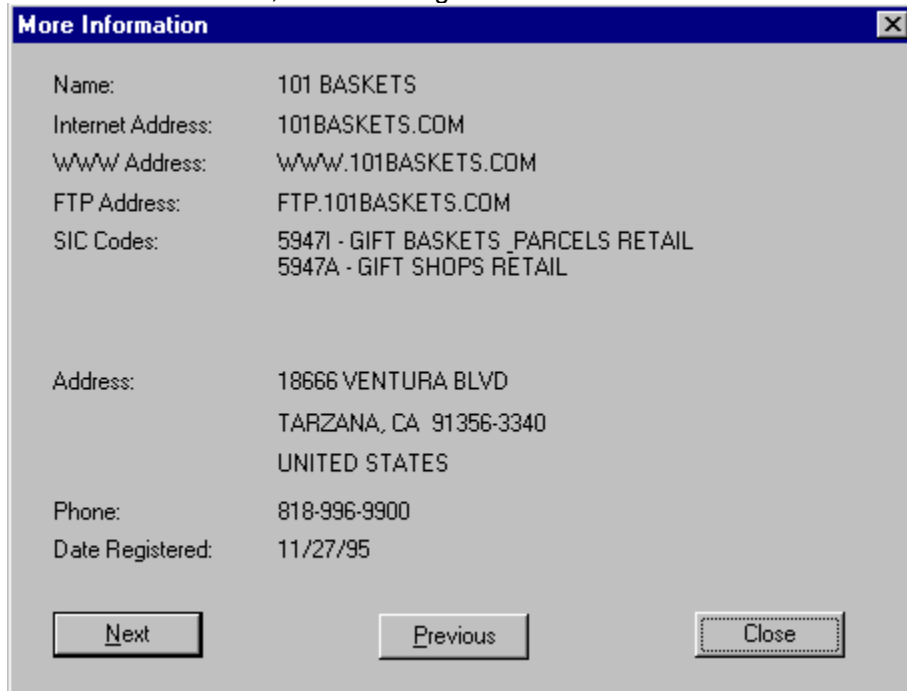 More Information
Name: 101 BASKETS
Internet Address: 101BASKETS.COM
WWW Address: WWW.101BASKETS.COM
FTP Address: FTP.101BASKETS.COM
SIC Codes: 5947I - GIFT BASKETS _PARCELS RETAIL
5947A - GIFT SHOPS RETAIL
Address: 18666 VENTURA BLVD
TARZANA, CA  91356-3340
UNITED STATES
Phone: 818-996-9900
Date Registered: 11/27/95
Next Previous Close